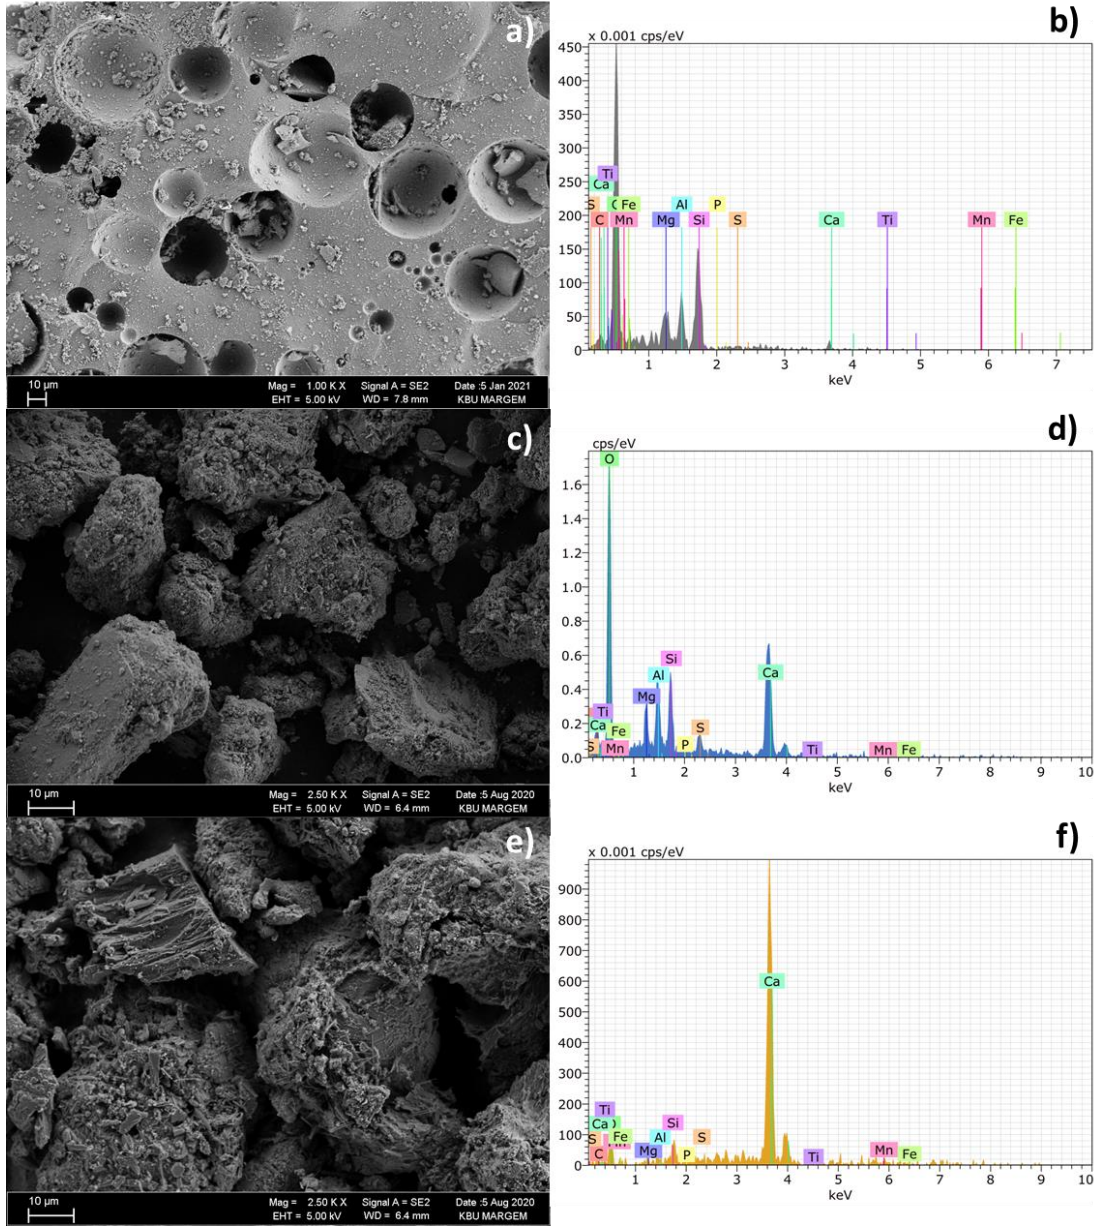 a)
10 µm
Mag = 1.00 K X Signal A = SE2 Date :5 Jan 2021
EHT = 5.00 kV WD = 7.8 mm KBU MARGEM
b)
x 0.001 cps/eV
450
400
350
300
250
200
150
100
50
0
Ti
Ca
S Fe Al P
C Mn Mg Si S Ca Ti Mn Fe
1 2 3 4 5 6 7
keV
c)
10 µm
Mag = 2.50 K X Signal A = SE2 Date :5 Aug 2020
EHT = 5.00 kV WD = 6.4 mm KBU MARGEM
d)
cps/eV
O
1.6
1.4
1.2
1.0
0.8
0.6
0.4
0.2
0.0
Si
Al Ca
Mg
Ti
Ca Fe S
S Mn P Ti Mn Fe
1 2 3 4 5 6 7 8 9 10
keV
e)
10 µm
Mag = 2.50 K X Signal A = SE2 Date :5 Aug 2020
EHT = 5.00 kV WD = 6.4 mm KBU MARGEM
f)
x 0.001 cps/eV
900
800
700
600
500
400
300
200
100
0
Ca
Ti
Ca Si
S Fe Al S
C Mg P Ti Mn Fe
1 2 3 4 5 6 7 8 9 10
keV